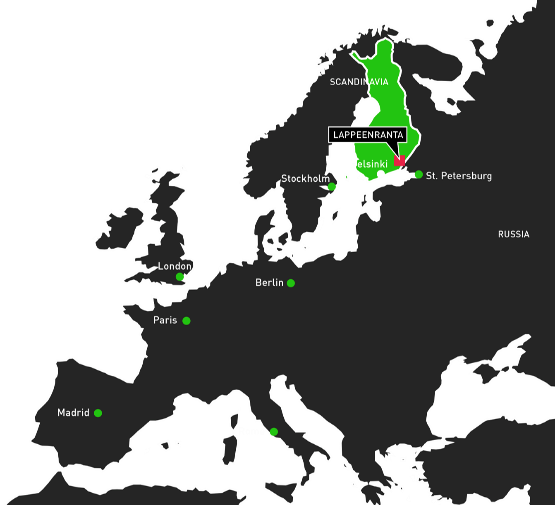 SCANDINAVIA
LAPPEENRANTA
elsinki
St. Petersburg
Stockholm
RUSSIA
London
Berlin
Paris
Madrid